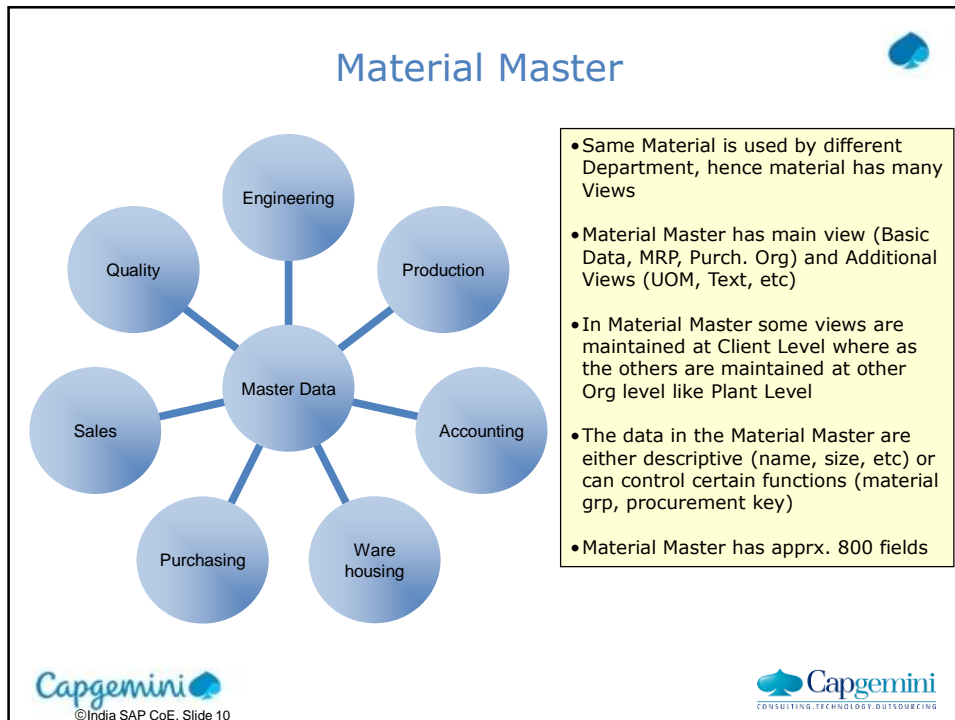 Material Master
Engineering
Quality
Production
Master Data
Sales
Accounting
Purchasing
Ware
housing
•Same Material is used by different
Department, hence material has many
Views
•Material Master has main view (Basic
Data, MRP, Purch. Org) and Additional
Views (UOM, Text, etc)
•In Material Master some views are
maintained at Client Level where as
the others are maintained at other
Org level like Plant Level
•The data in the Material Master are
either descriptive (name, size, etc) or
can control certain functions (material
grp, procurement key)
•Material Master has apprx. 800 fields
Capgemini
©India SAP CoE, Slide 10
Capgemini
CONSULTING.TECHNOLOGY.OUTSOURCING